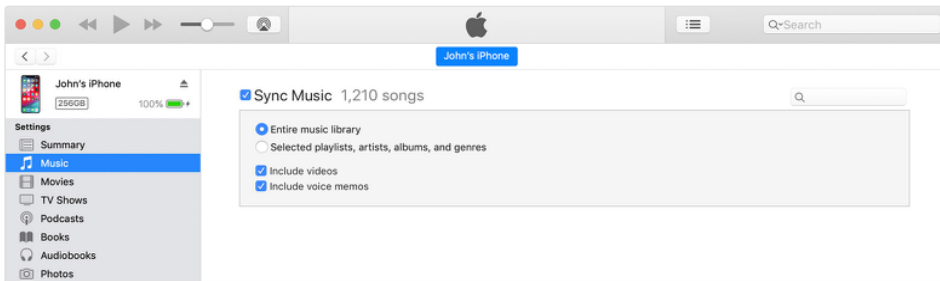 Search
John's iPhone
John's iPhone
256GB 100%
Sync Music 1,210 songs
Settings
Entire music library
Summary
Selected playlists, artists, albums, and genres
Music
Include videos
Movies
Include voice memos
TV Shows
Podcasts
Books
Audiobooks
Photos